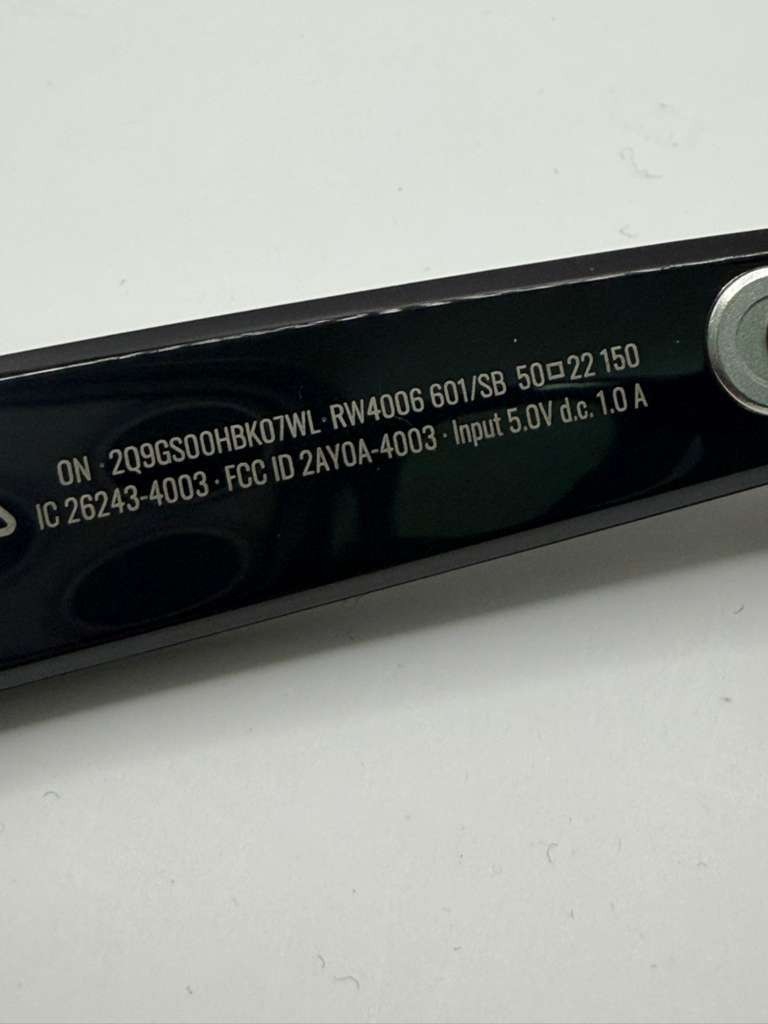 ON · 2Q9GS00HBK07WL · RW4006 601/SB 50□22 150
IC 26243-4003 · FCC ID 2AYOA-4003 · Input 5.0V d.c. 1.0 A